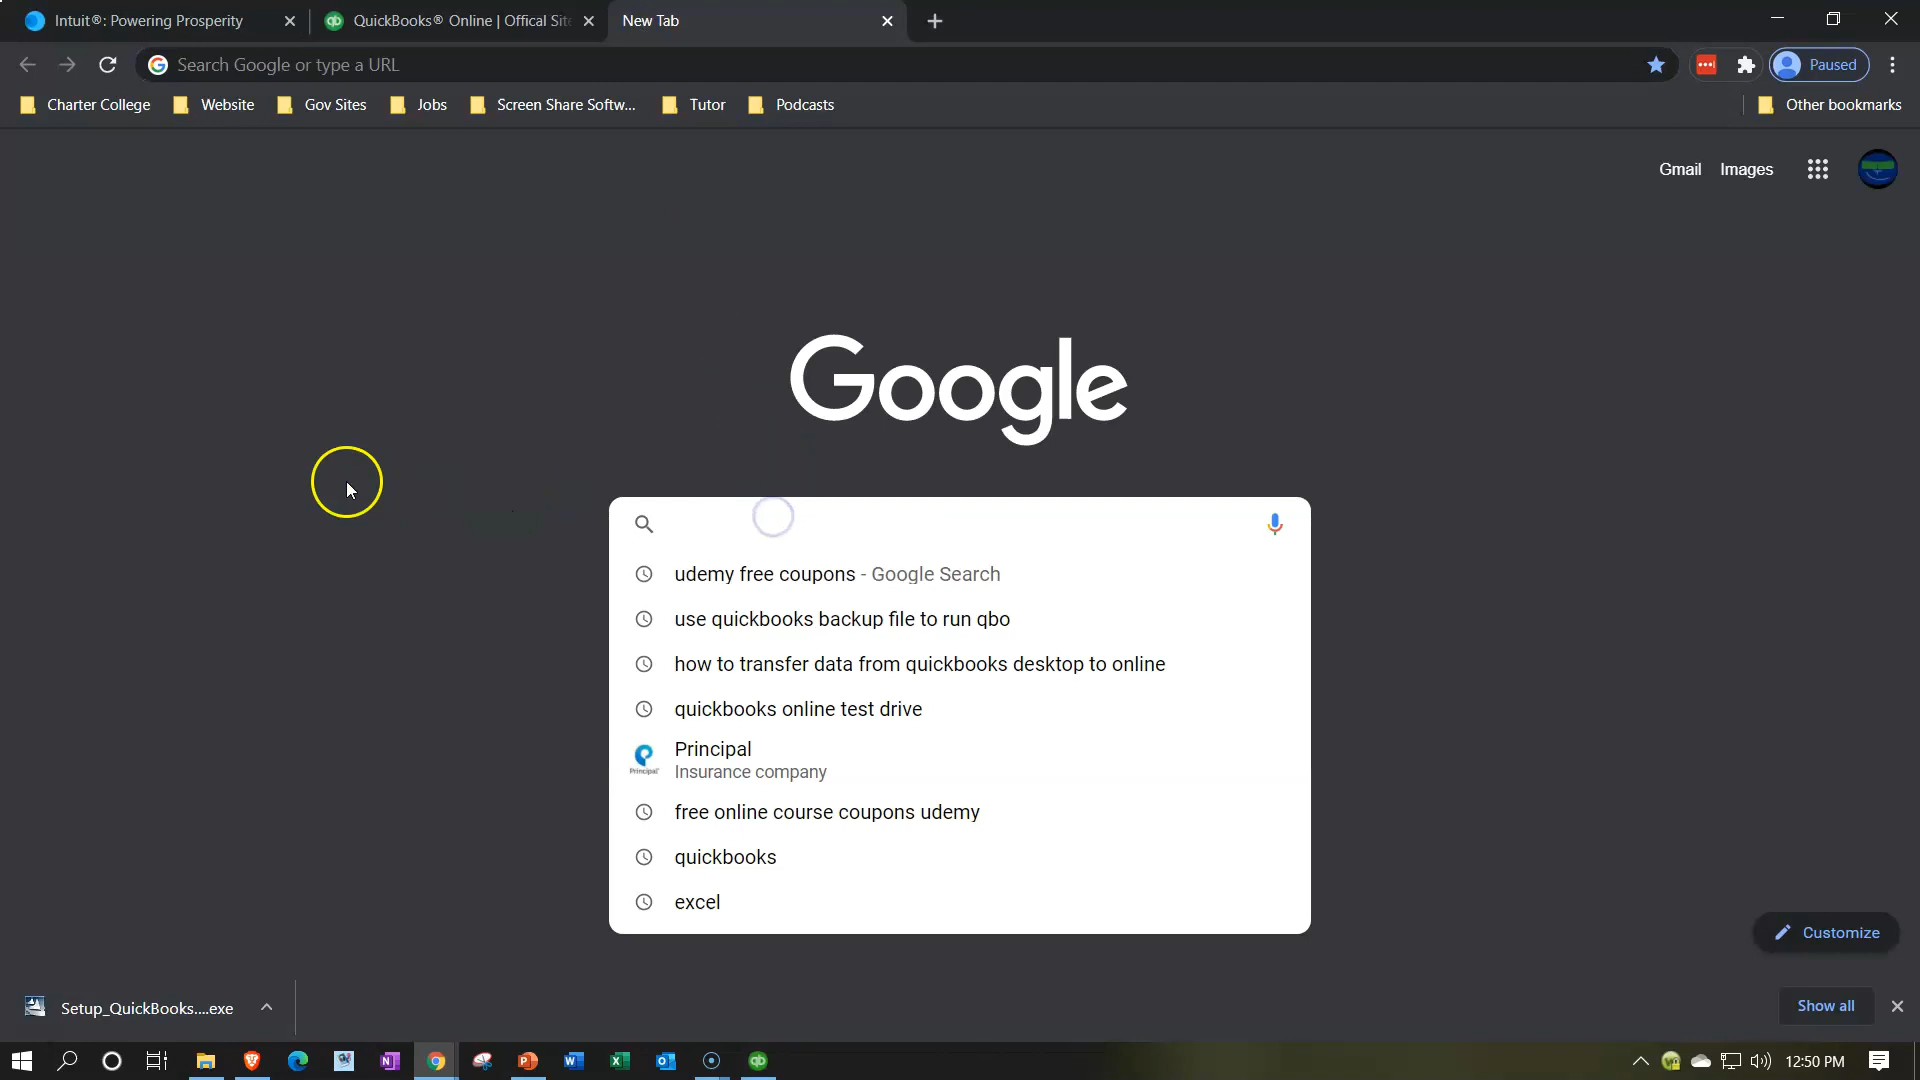 Intuit®: Powering Prosperity
QuickBooks® Online | Offical Sit
New Tab
Search Google or type a URL
Paused
Charter College
Website
Gov Sites
Jobs
Screen Share Softw...
Tutor
Podcasts
Other bookmarks
Gmail
Images
Google
udemy free coupons - Google Search
use quickbooks backup file to run qbo
how to transfer data from quickbooks desktop to online
quickbooks online test drive
Principal
Principal
Insurance company
free online course coupons udemy
quickbooks
excel
Customize
Setup_QuickBooks....exe
Show all
12:50 PM